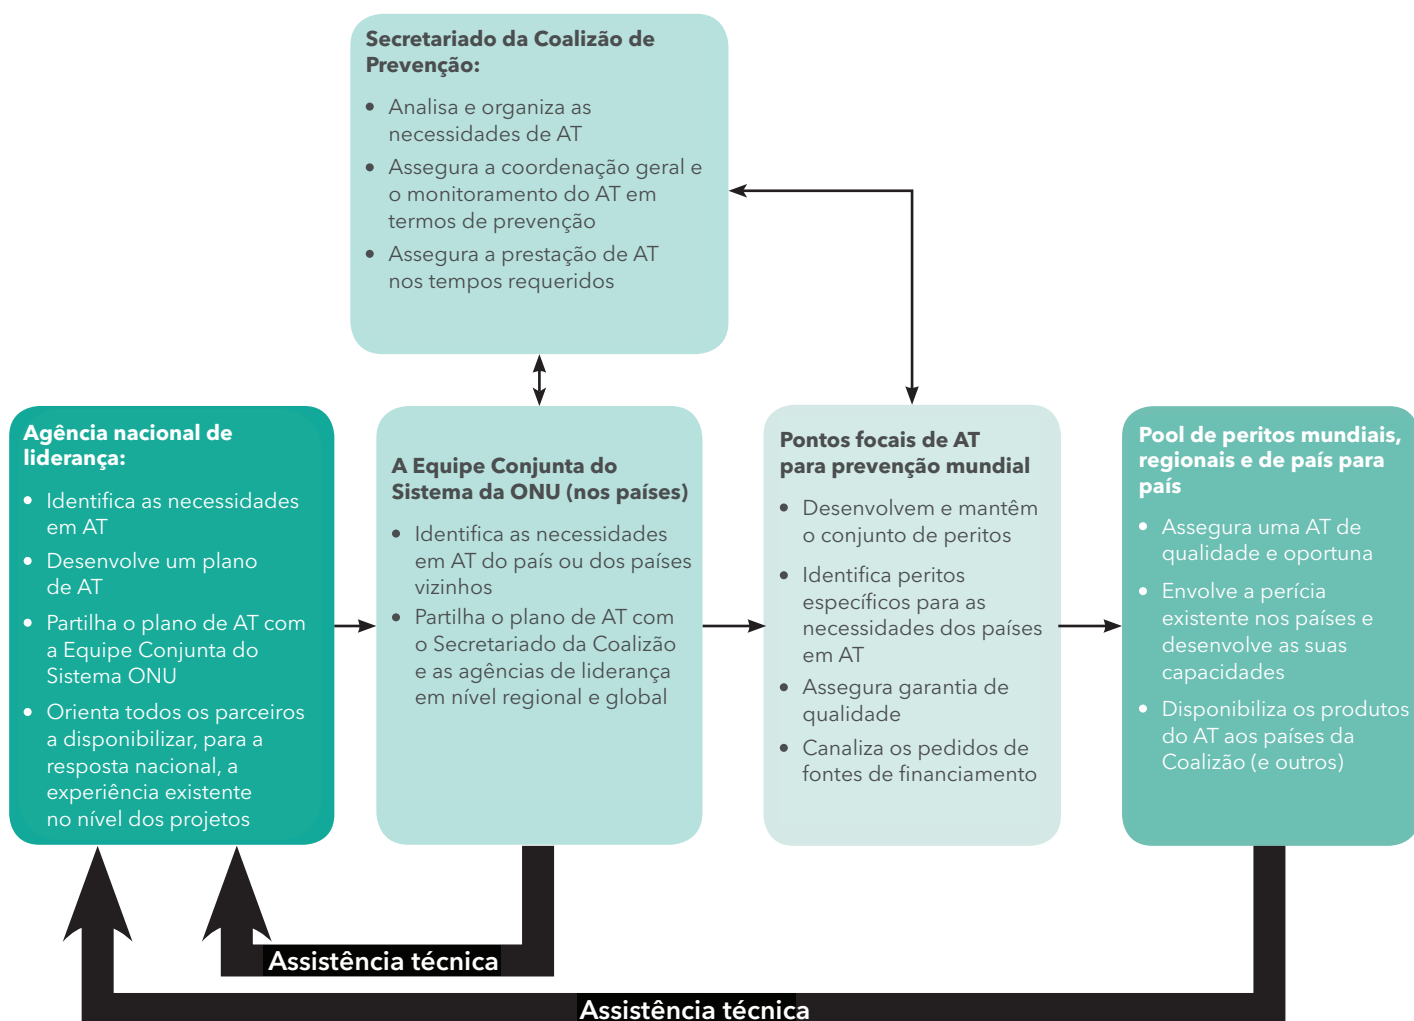 Secretariado da Coalizão de
Prevenção:
• Analisa e organiza as
necessidades de AT
• Assegura a coordenação geral e
o monitoramento do AT em
termos de prevenção
• Assegura a prestação de AT
nos tempos requeridos
Agência nacional de
liderança:
• Identifica as necessidades
em AT
• Desenvolve um plano
de AT
• Partilha o plano de AT com
a Equipe Conjunta do
Sistema ONU
• Orienta todos os parceiros
a disponibilizar, para a
resposta nacional, a
experiência existente
no nível dos projetos
A Equipe Conjunta do
Sistema da ONU (nos países)
• Identifica as necessidades
em AT do país ou dos países
vizinhos
• Partilha o plano de AT com
o Secretariado da Coalizão
e as agências de liderança
em nível regional e global
Pontos focais de AT
para prevenção mundial
• Desenvolvem e mantêm
o conjunto de peritos
• Identifica peritos
específicos para as
necessidades dos países
em AT
• Assegura garantia de
qualidade
• Canaliza os pedidos de
fontes de financiamento
Pool de peritos mundiais,
regionais e de país para
país
• Assegura uma AT de
qualidade e oportuna
• Envolve a perícia
existente nos países e
desenvolve as suas
capacidades
• Disponibiliza os produtos
do AT aos países da
Coalizão (e outros)
Assistência técnica
Assistência técnica